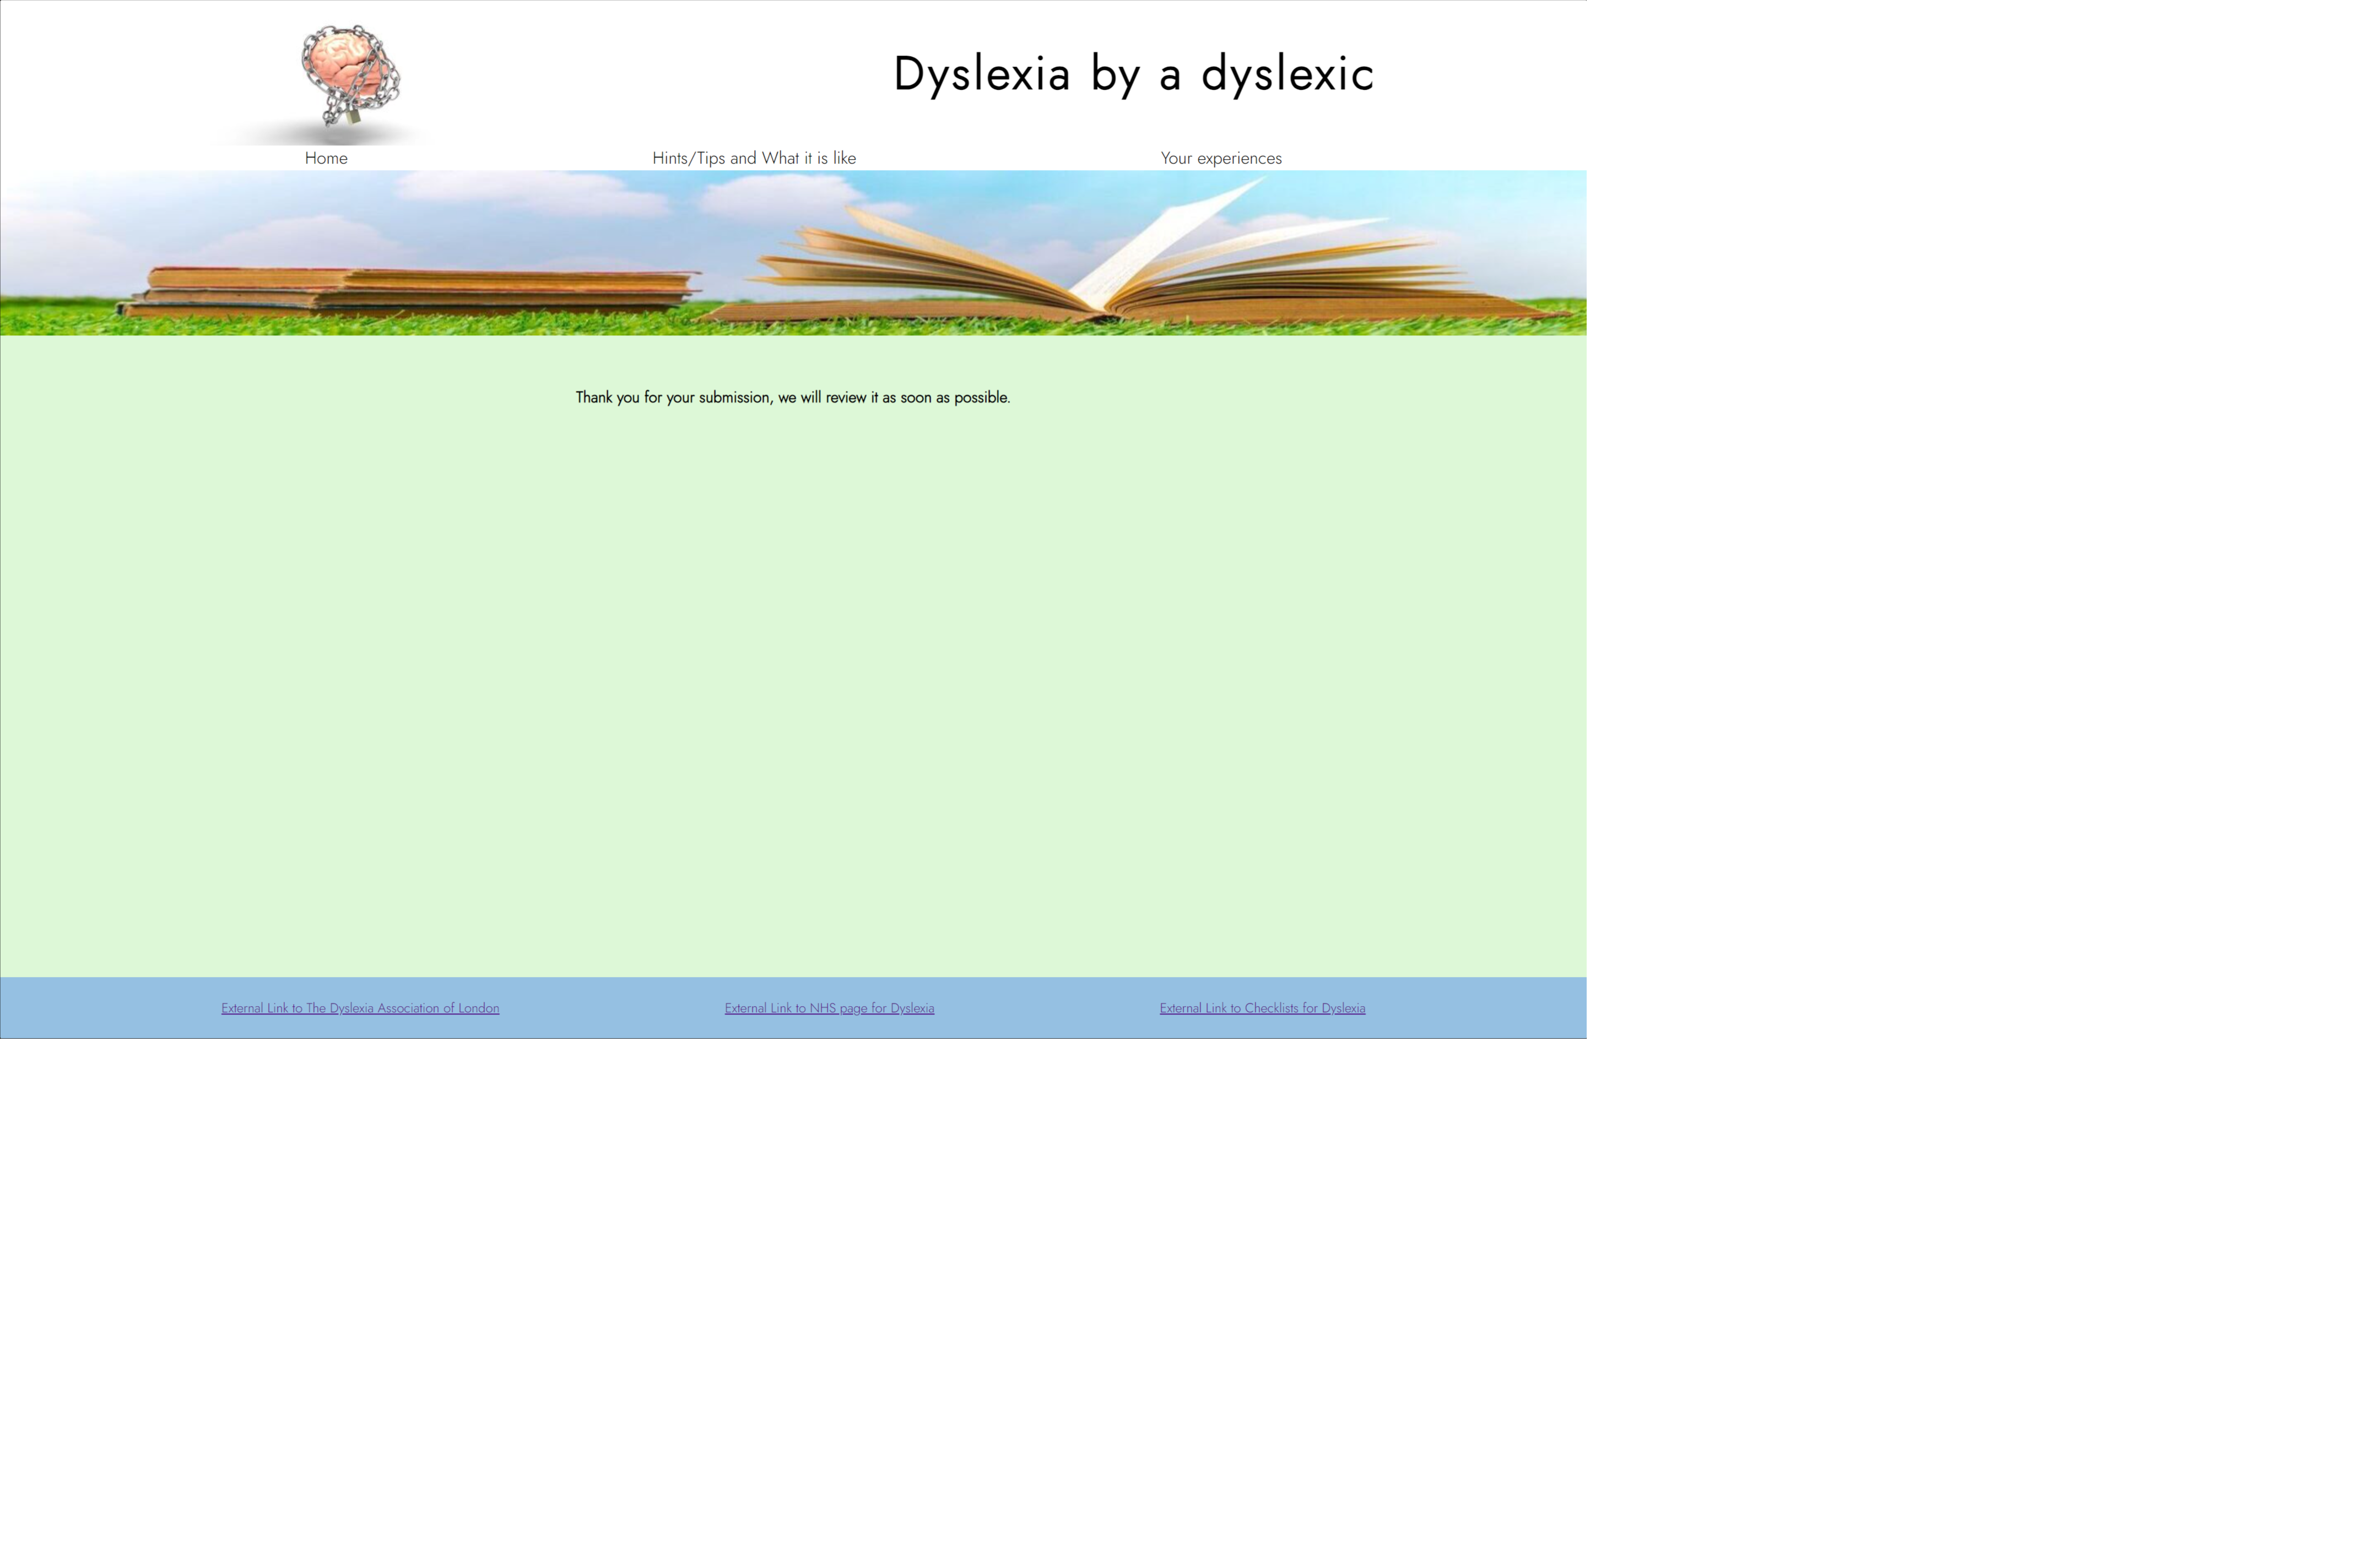 Dyslexia by a dyslexic
Home
Hints/Tips and What it is like
Your experiences
Thank you for your submission, we will review it as soon as possible.
External Link to The Dyslexia Association of London
External Link to NHS page for Dyslexia
External Link to Checklists for Dyslexia